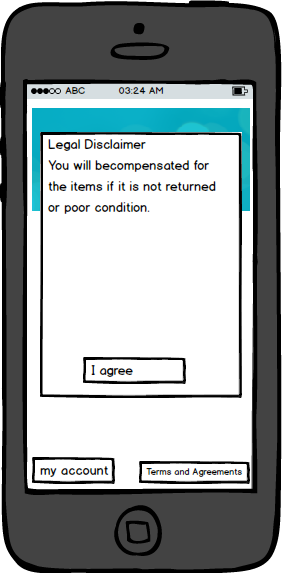 ABC 03:24 AM
Legal Disclaimer
You will becompensated for
the items if it is not returned
or poor condition.
I agree
my account Terms and Agreements